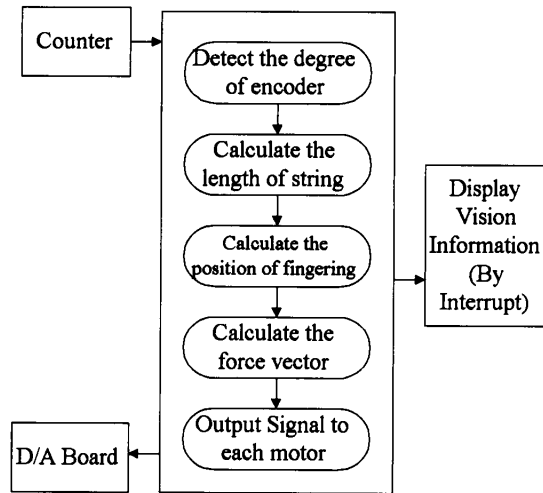 Counter
Detect the degree
of encoder
Calculate the
length of string
Calculate the
position of fingering
Calculate the
force vector
Output Signal to
each motor
Display
Vision
Information
(By
Interrupt)
D/A Board